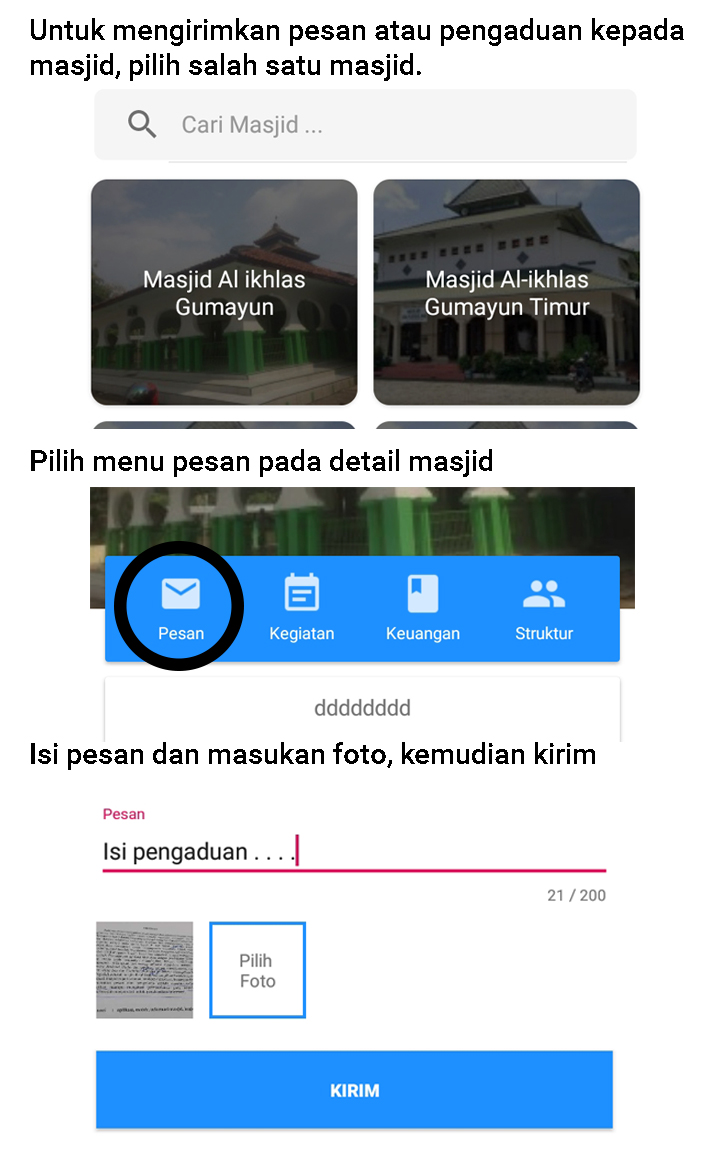 Untuk mengirimkan pesan atau pengaduan kepada
masjid, pilih salah satu masjid.
Cari Masjid ...
Masjid Al ikhlas
Gumayun
Masjid Al-ikhlas
Gumayun Timur
Pilih menu pesan pada detail masjid
Pesan
Kegiatan
Keuangan
Struktur
dddddddd
Isi pesan dan masukan foto, kemudian kirim
Pesan
Isi pengaduan . . . .
21 / 200
Pilih
Foto
KIRIM